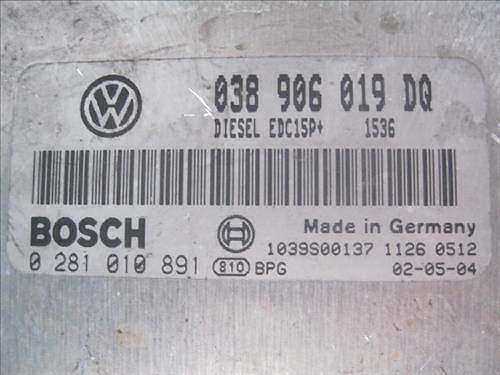 038 906 019 DQ
DIESEL EDC15P+ 1536
BOSCH Made in Germany
1039S00137 1126 0512
0 281 010 891 810 BPG 02-05-04